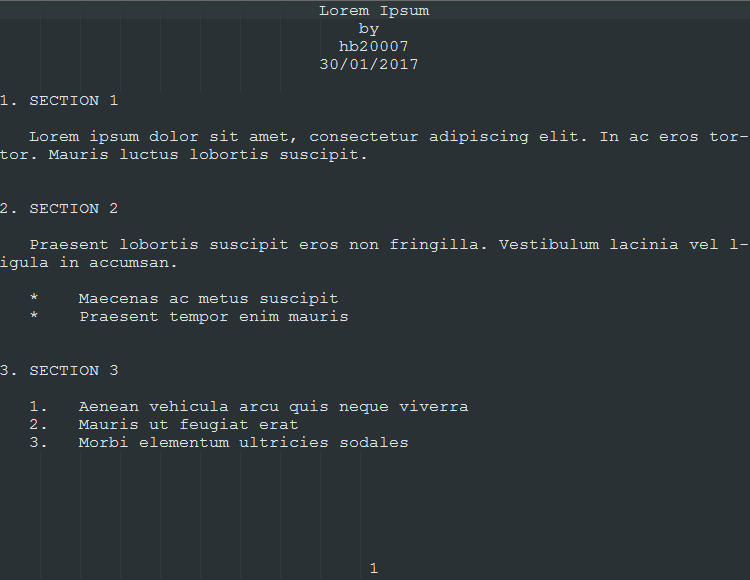 Lorem Ipsum
by
hb20007
30/01/2017
1. SECTION 1
Lorem ipsum dolor sit amet, consectetur adipiscing elit. In ac eros tor-
tor. Mauris luctus lobortis suscipit.
2. SECTION 2
Praesent lobortis suscipit eros non fringilla. Vestibulum lacinia vel l-
igula in accumsan.
* Maecenas ac metus suscipit
* Praesent tempor enim mauris
3. SECTION 3
1. Aenean vehicula arcu quis neque viverra
2. Mauris ut feugiat erat
3. Morbi elementum ultricies sodales
1